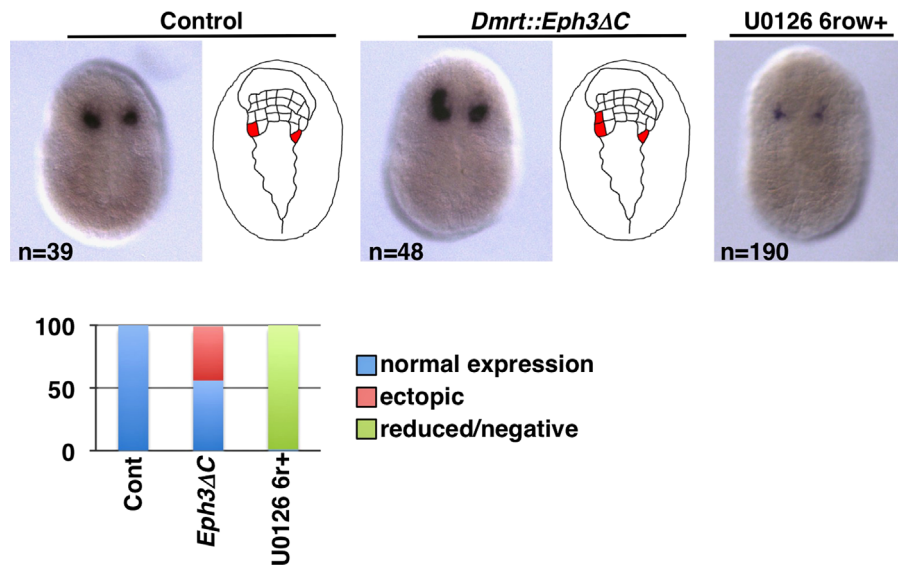 Control
Dmrt::Eph3ΔC
U0126 6row+
n=39
n=48
n=190
100
50
0
Cont
Eph3ΔC
U0126 6r+
normal expression
ectopic
reduced/negative